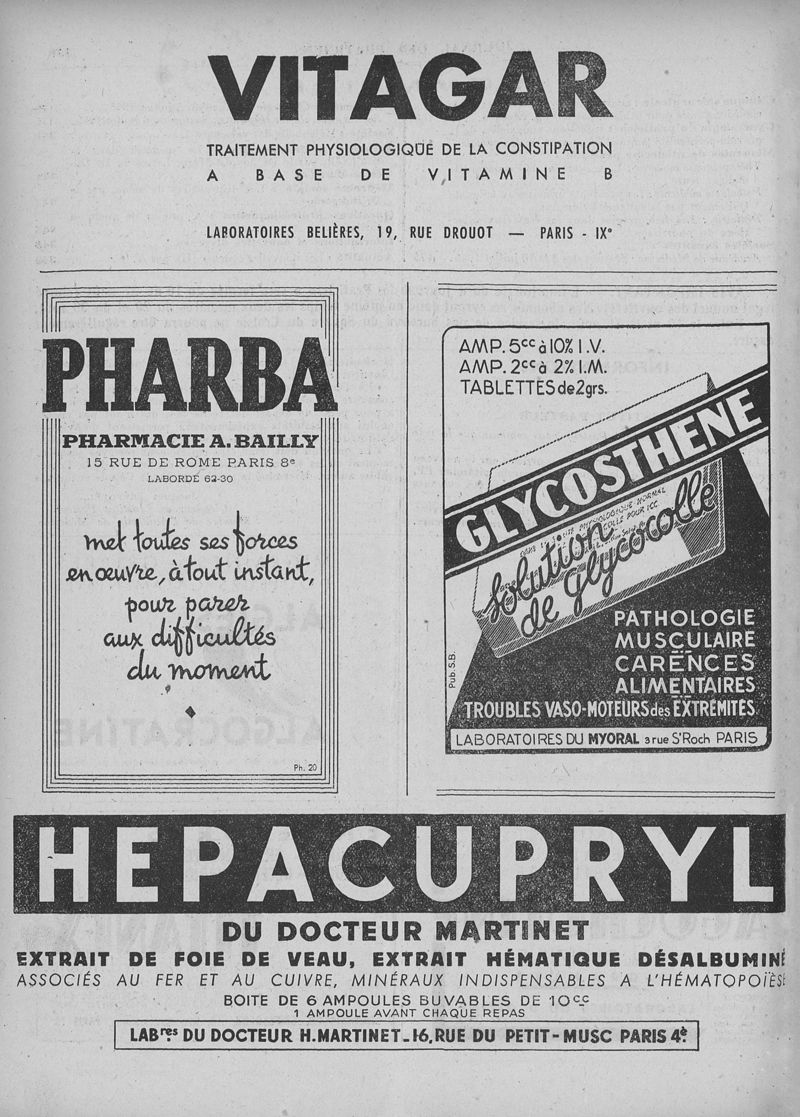 VITAGAR
TRAITEMENT PHYSIOLOGIQUE DE LA CONSTIPATION
A BASE DE VITAMINE B
LABORATOIRES BELIÈRES, 19, RUE DROUOT — PARIS - IXe
PHARBA
PHARMACIE A. BAILLY
15 RUE DE ROME PARIS 8e
LABORDE 62-30
met toutes ses forces
en œuvre, à tout instant,
pour parer
aux difficultés
du moment
Ph. 20
AMP. 5cc à 10% I.V.
AMP. 2cc à 2% I.M.
TABLETTES de 2grs.
GLYCOSTHENE
Solution
de Glycocolle
PATHOLOGIE
MUSCULAIRE
CARENCES
ALIMENTAIRES
TROUBLES VASO-MOTEURS des EXTRÉMITÉS
Pub. S.B.
LABORATOIRES DU MYORAL 3 rue St Roch PARIS
HEPACUPRYL
DU DOCTEUR MARTINET
EXTRAIT DE FOIE DE VEAU, EXTRAIT HÉMATIQUE DÉSALBUMINÉ
ASSOCIÉS AU FER ET AU CUIVRE, MINÉRAUX INDISPENSABLES A L'HÉMATOPOÏÈSE
BOITE DE 6 AMPOULES BUVABLES DE 10cc
1 AMPOULE AVANT CHAQUE REPAS
LABres. DU DOCTEUR H. MARTINET-16, RUE DU PETIT-MUSC PARIS 4è